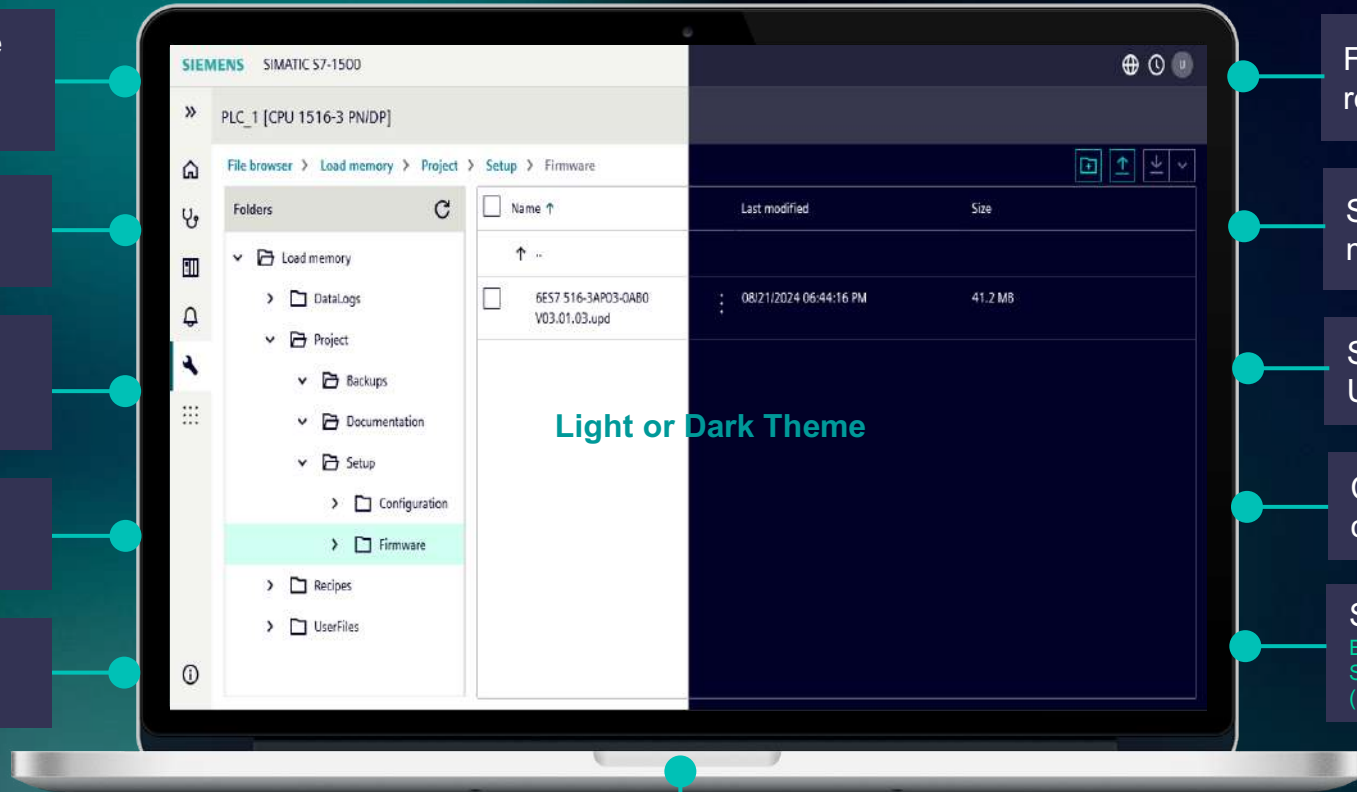 SIEMENS SIMATIC S7-1500
U
PLC_1 [CPU 1516-3 PN/DP]
File browser > Load memory > Project > Setup > Firmware
Folders
Name ↑ Last modified Size
Load memory
↑ ..
DataLogs
6ES7 516-3AP03-0AB0
V03.01.03.upd
08/21/2024 06:44:16 PM 41.2 MB
Project
Backups
Documentation
Light or Dark Theme
Setup
Configuration
Firmware
Recipes
UserFiles